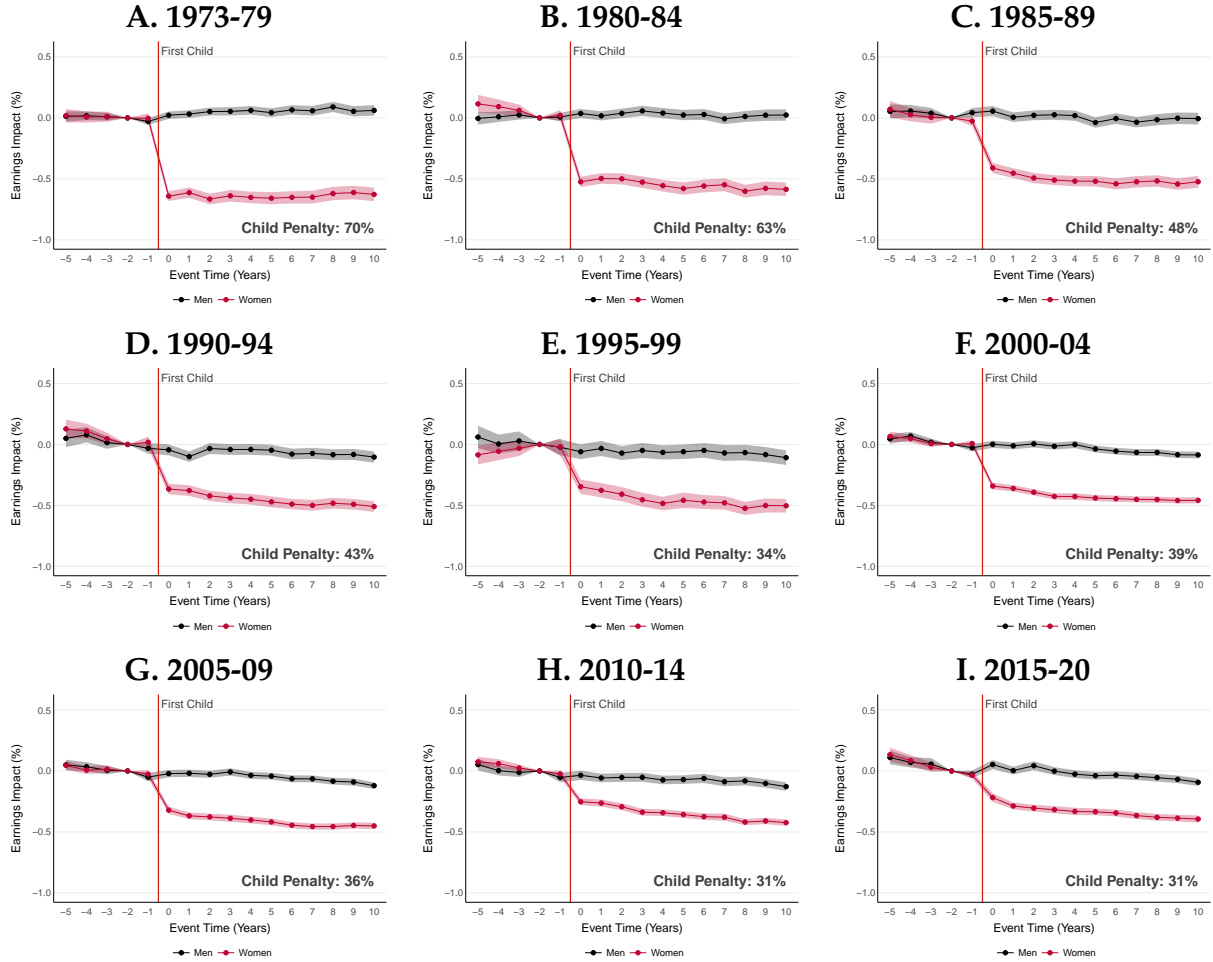 A. 1973-79
First Child
0.5
0.0
−0.5
−1.0
Earnings Impact (%)
Child Penalty: 70%
−5 −4 −3 −2 −1 0 1 2 3 4 5 6 7 8 9 10
Event Time (Years)
Men Women
B. 1980-84
First Child
0.5
0.0
−0.5
−1.0
Earnings Impact (%)
Child Penalty: 63%
−5 −4 −3 −2 −1 0 1 2 3 4 5 6 7 8 9 10
Event Time (Years)
Men Women
C. 1985-89
First Child
0.5
0.0
−0.5
−1.0
Earnings Impact (%)
Child Penalty: 48%
−5 −4 −3 −2 −1 0 1 2 3 4 5 6 7 8 9 10
Event Time (Years)
Men Women
D. 1990-94
First Child
0.5
0.0
−0.5
−1.0
Earnings Impact (%)
Child Penalty: 43%
−5 −4 −3 −2 −1 0 1 2 3 4 5 6 7 8 9 10
Event Time (Years)
Men Women
E. 1995-99
First Child
0.5
0.0
−0.5
−1.0
Earnings Impact (%)
Child Penalty: 34%
−5 −4 −3 −2 −1 0 1 2 3 4 5 6 7 8 9 10
Event Time (Years)
Men Women
F. 2000-04
First Child
0.5
0.0
−0.5
−1.0
Earnings Impact (%)
Child Penalty: 39%
−5 −4 −3 −2 −1 0 1 2 3 4 5 6 7 8 9 10
Event Time (Years)
Men Women
G. 2005-09
First Child
0.5
0.0
−0.5
−1.0
Earnings Impact (%)
Child Penalty: 36%
−5 −4 −3 −2 −1 0 1 2 3 4 5 6 7 8 9 10
Event Time (Years)
Men Women
H. 2010-14
First Child
0.5
0.0
−0.5
−1.0
Earnings Impact (%)
Child Penalty: 31%
−5 −4 −3 −2 −1 0 1 2 3 4 5 6 7 8 9 10
Event Time (Years)
Men Women
I. 2015-20
First Child
0.5
0.0
−0.5
−1.0
Earnings Impact (%)
Child Penalty: 31%
−5 −4 −3 −2 −1 0 1 2 3 4 5 6 7 8 9 10
Event Time (Years)
Men Women